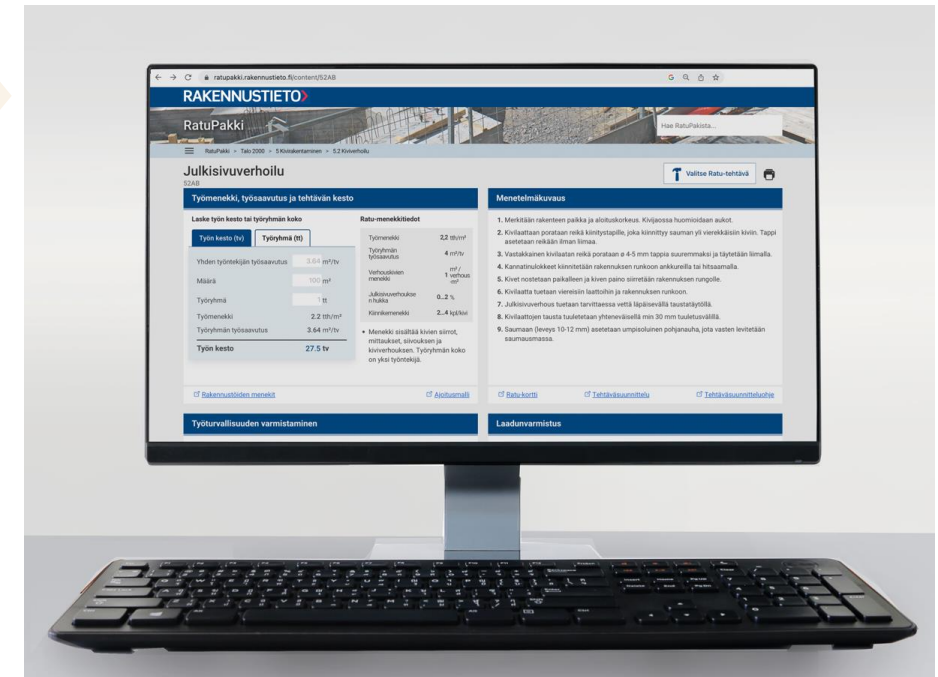 ratupakki.rakennustieto.fi/content/52AB
RAKENNUSTIETO
RatuPakki
Hae RatuPakista...
RatuPakki > Talo 2000 > 5 Kivirakentaminen > 5.2 Kiviverhoilu
Julkisivuverhoilu
52AB
Valitse Ratu-tehtävä
Työmenekki, työsaavutus ja tehtävän kesto
Laske työn kesto tai työryhmän koko
Työn kesto (tv) Työryhmä (tt)
Yhden työntekijän työsaavutus 3.64 m²/tv
Määrä 100 m²
Työryhmä 1 tt
Työmenekki 2.2 tth/m²
Työryhmän työsaavutus 3.64 m²/tv
Työn kesto 27.5 tv
Ratu-menekkitiedot
Työmenekki 2,2 tth/m²
Työryhmän
työsaavutus 4 m²/tv
Verhouskivien
menekki 1 m² /
verhous
-m²
Julkisivuverhoukse
n hukka 0...2 %
Kiinnikemenekki 2...4 kpl/kivi
• Menekki sisältää
kivien siirrot,
mittaukset, siivouksen ja
kiviverhouksen. Työryhmän koko
on yksi työntekijä.
Rakennustöiden menekit
Ajoitusmalli
Menetelmäkuvaus
1. Merkitään rakenteen paikka ja aloituskorkeus. Kivijaossa huomioidaan aukot.
2. Kivilaattaan porataan reikä kiinnitystapille, joka kiinnittyy sauman yli vierekkäisiin kiviin. Tappi
asetetaan reikään ilman liimaa.
3. Vastakkainen kivilaatan reikä porataan ø 4-5 mm tappia suuremmaksi ja täytetään liimalla.
4. Kannatinulokkeet kiinnitetään rakennuksen runkoon ankkureilla tai hitsaamalla.
5. Kivet nostetaan paikalleen ja kiven paino siirretään rakennuksen rungolle.
6. Kivilaatta tuetaan viereisiin laattoihin ja rakennuksen runkoon.
7. Julkisivuverhous tuetaan tarvittaessa vettä läpäisevällä taustatäytöllä.
8. Kivilaattojen tausta tuuletetaan yhteneväisellä min 30 mm tuuletusvälillä.
9. Saumaan (leveys 10-12 mm) asetetaan umpisoluinen pohjanauha, jota vasten levitetään
saumausmassa.
Ratu-kortti
Tehtäväsuunnittelu
Tehtäväsuunnitteluohje
Työturvallisuuden varmistaminen
Laadunvarmistus